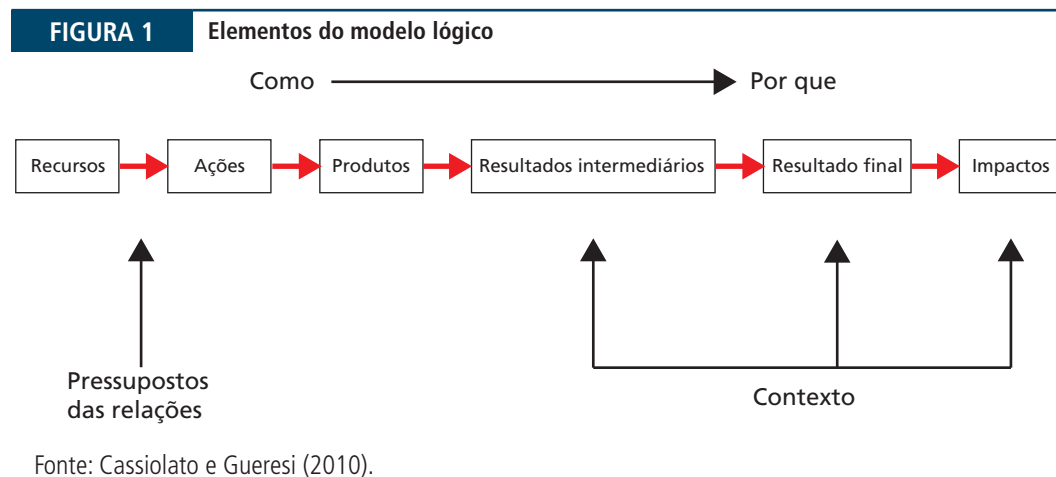 FIGURA 1 Elementos do modelo lógico
Como Por que
Recursos Ações Produtos Resultados intermediários Resultado final Impactos
Pressupostos
das relações
Contexto
Fonte: Cassiolato e Gueresi (2010).